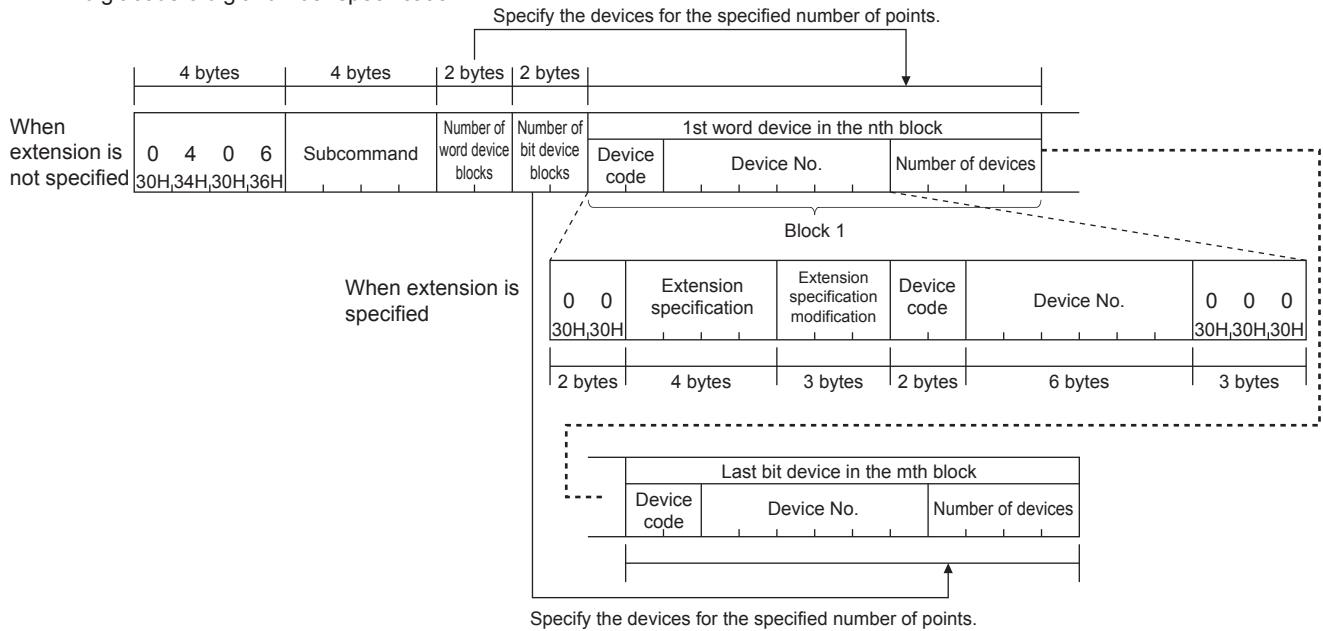 Specify the devices for the specified number of points.
4 bytes 4 bytes 2 bytes 2 bytes
When
extension is
not specified
0 4 0 6
30H 34H 30H 36H
Subcommand
Number of
word device
blocks
Number of
bit device
blocks
1st word device in the nth block
Device
code
Device No.
Number of devices
Block 1
When extension is
specified
0 0
30H 30H
Extension
specification
Extension
specification
modification
Device
code
Device No.
0 0 0
30H 30H 30H
2 bytes 4 bytes 3 bytes 2 bytes 6 bytes 3 bytes
Last bit device in the mth block
Device
code
Device No.
Number of devices
Specify the devices for the specified number of points.